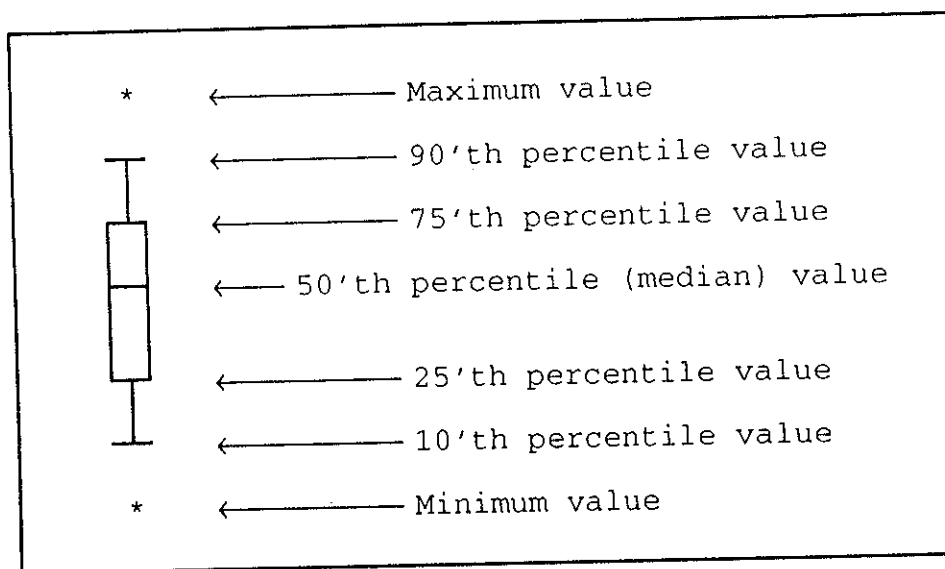 * Maximum value
90'th percentile value
75'th percentile value
50'th percentile (median) value
25'th percentile value
10'th percentile value
* Minimum value